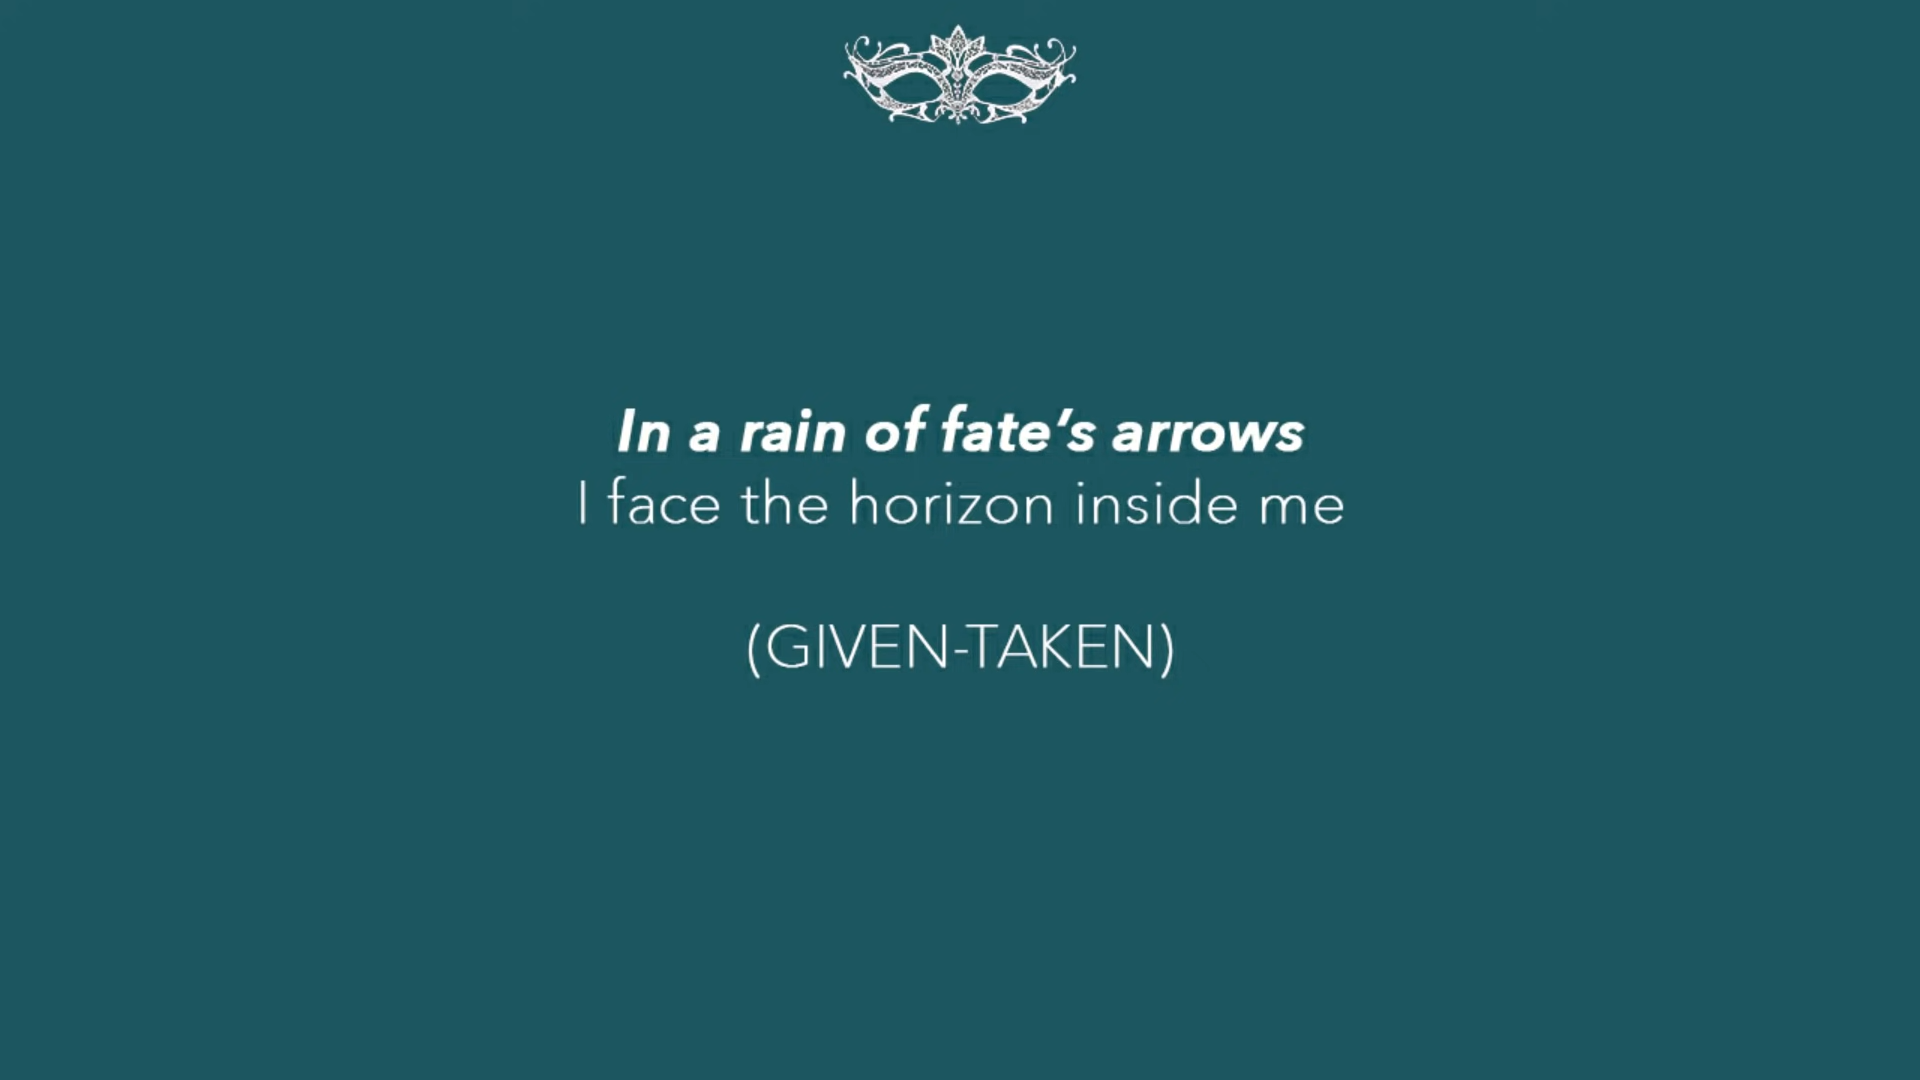 In a rain of fate’s arrows
I face the horizon inside me
(GIVEN-TAKEN)